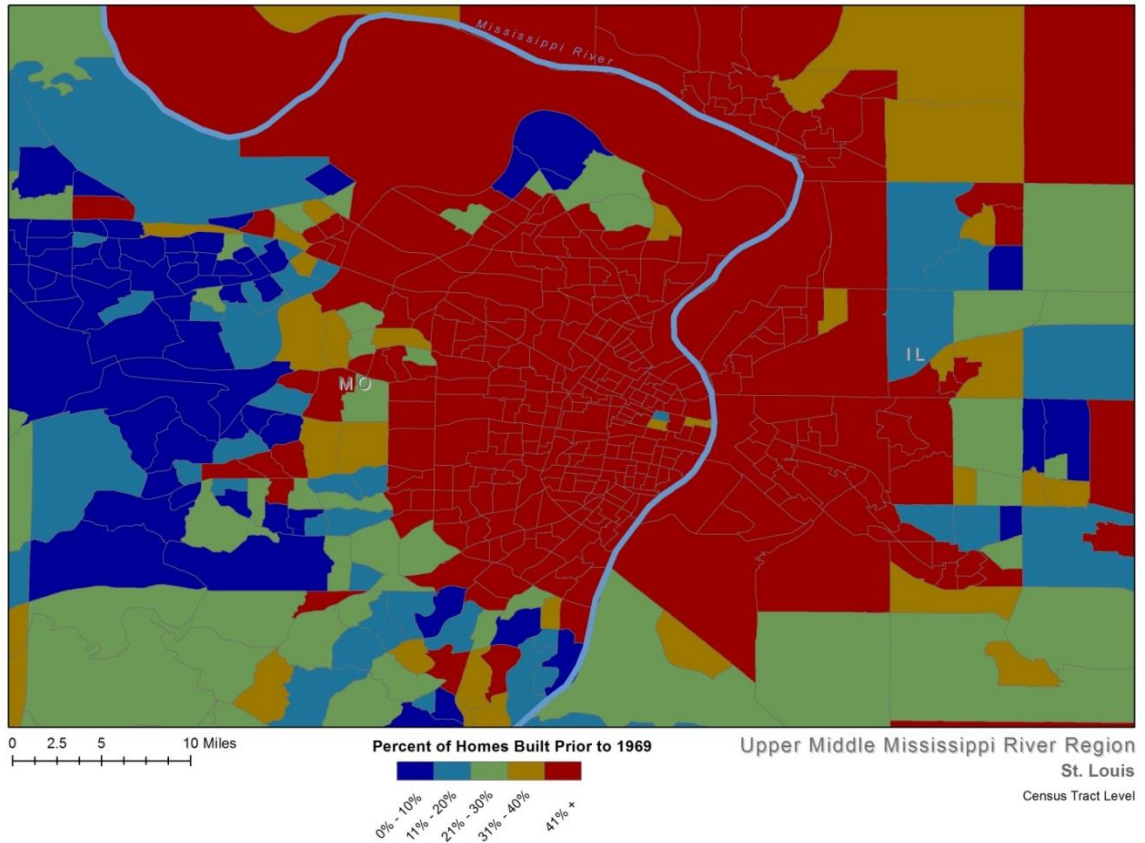 Mississippi River
IL
MO
0 2.5 5 10 Miles
Percent of Homes Built Prior to 1969
0% - 10%
11% - 20%
21% - 30%
31% - 40%
41% +
Upper Middle Mississippi River Region
St. Louis
Census Tract Level